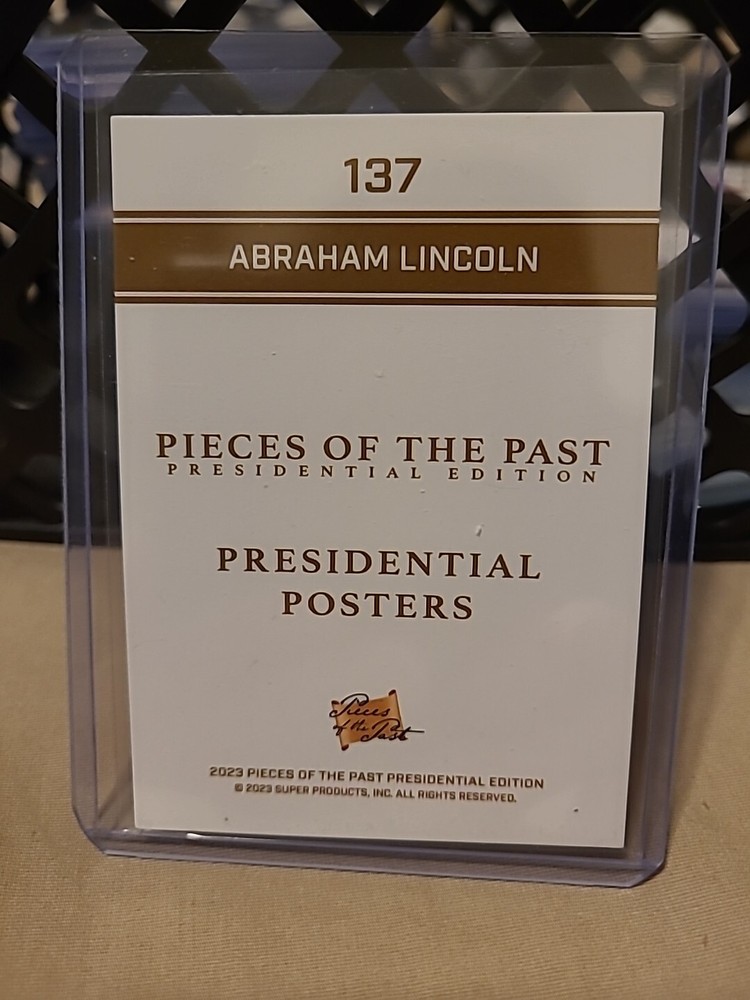 137
ABRAHAM LINCOLN
PIECES OF THE PAST
PRESIDENTIAL EDITION
PRESIDENTIAL
POSTERS
Pieces
of the Past
2023 PIECES OF THE PAST PRESIDENTIAL EDITION
© 2023 SUPER PRODUCTS, INC. ALL RIGHTS RESERVED.